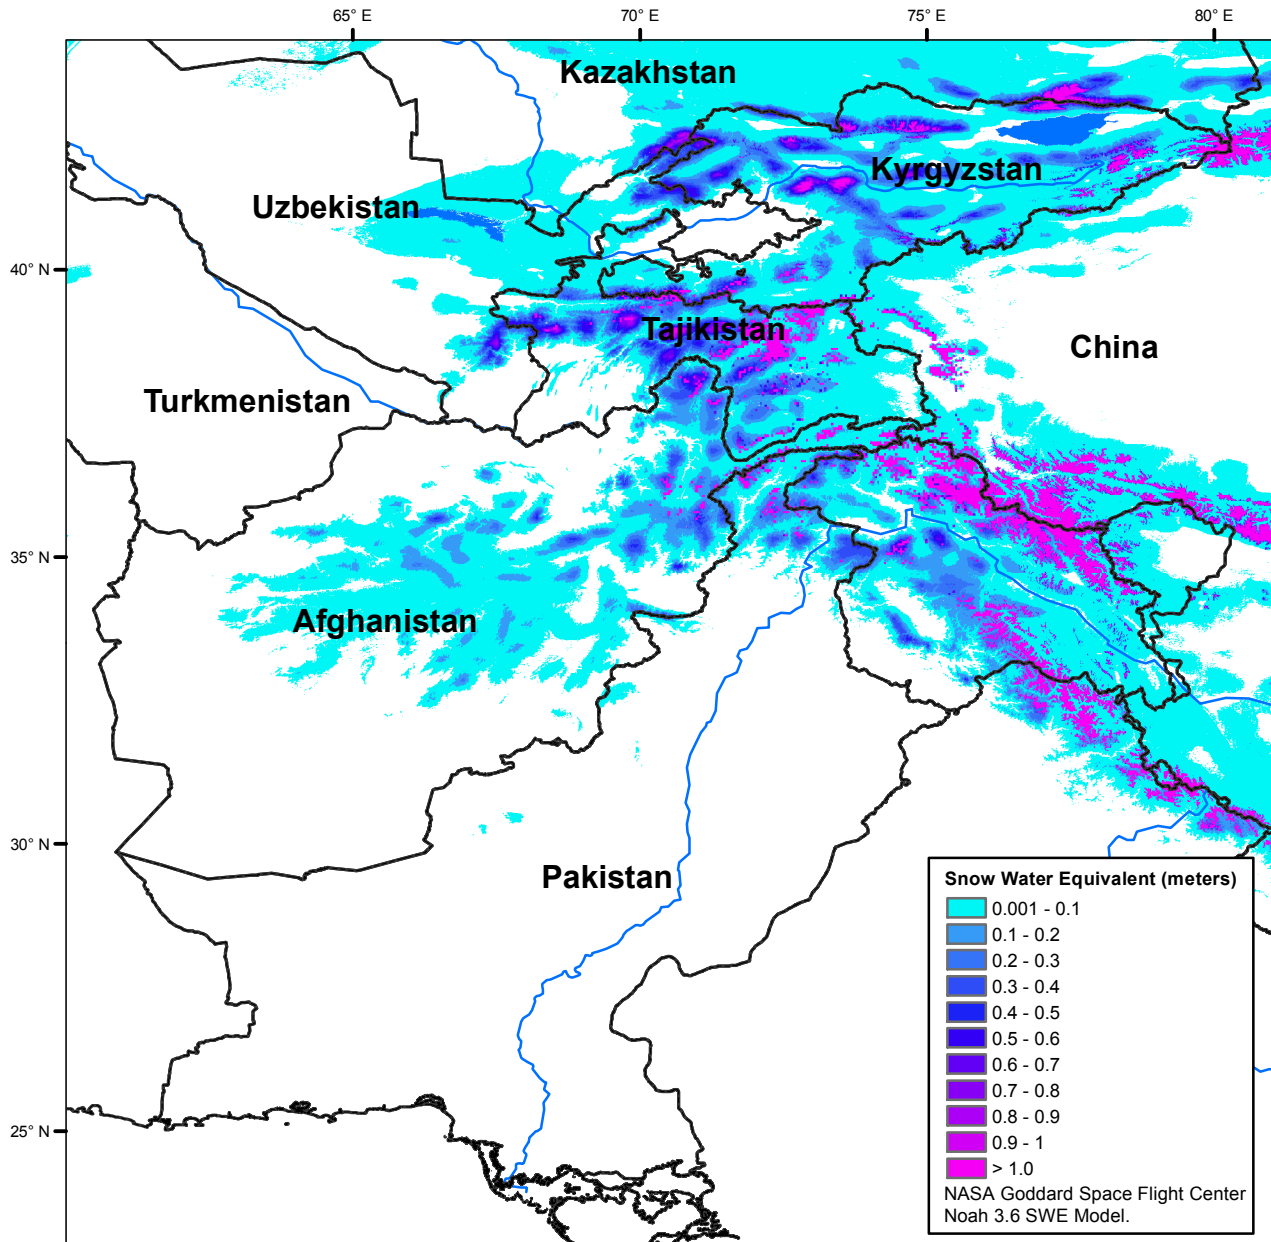 65° E
70° E
75° E
80° E
Kazakhstan
Kyrgyzstan
Uzbekistan
40° N
Tajikistan
China
Turkmenistan
35° N
Afghanistan
30° N
Pakistan
25° N
Snow Water Equivalent (meters)
0.001 - 0.1
0.1 - 0.2
0.2 - 0.3
0.3 - 0.4
0.4 - 0.5
0.5 - 0.6
0.6 - 0.7
0.7 - 0.8
0.8 - 0.9
0.9 - 1
> 1.0
NASA Goddard Space Flight Center
Noah 3.6 SWE Model.